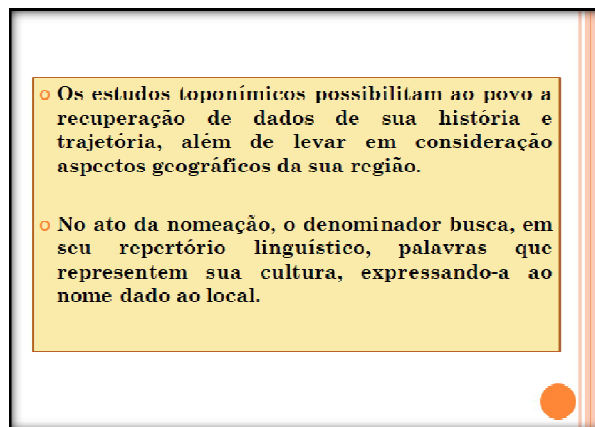 Os estudos toponímicos possibilitam ao povo a
recuperação de dados de sua história e
trajetória, além de levar em consideração
aspectos geográficos da sua região.
No ato da nomeação, o denominador busca, em
seu repertório linguístico, palavras que
representem sua cultura, expressando-a ao
nome dado ao local.